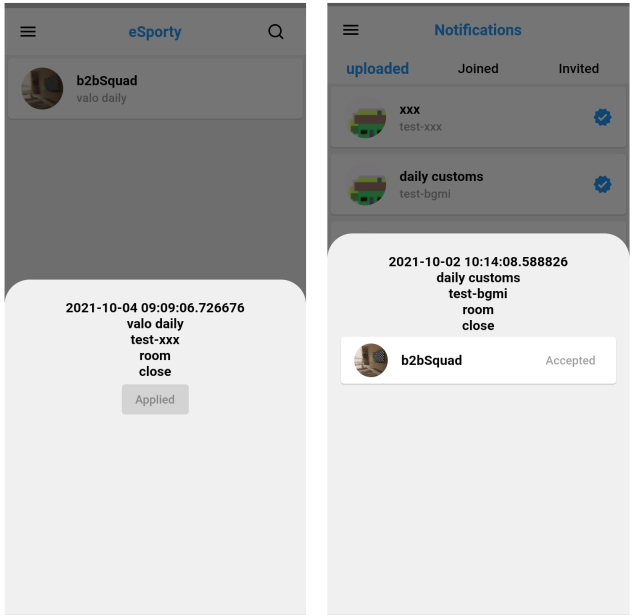 eSporty
b2bSquad
valo daily
2021-10-04 09:09:06.726676
valo daily
test-xxx
room
close
Applied
Notifications
uploaded Joined Invited
xxx
test-xxx
daily customs
test-bgmi
2021-10-02 10:14:08.588826
daily customs
test-bgmi
room
close
b2bSquad Accepted